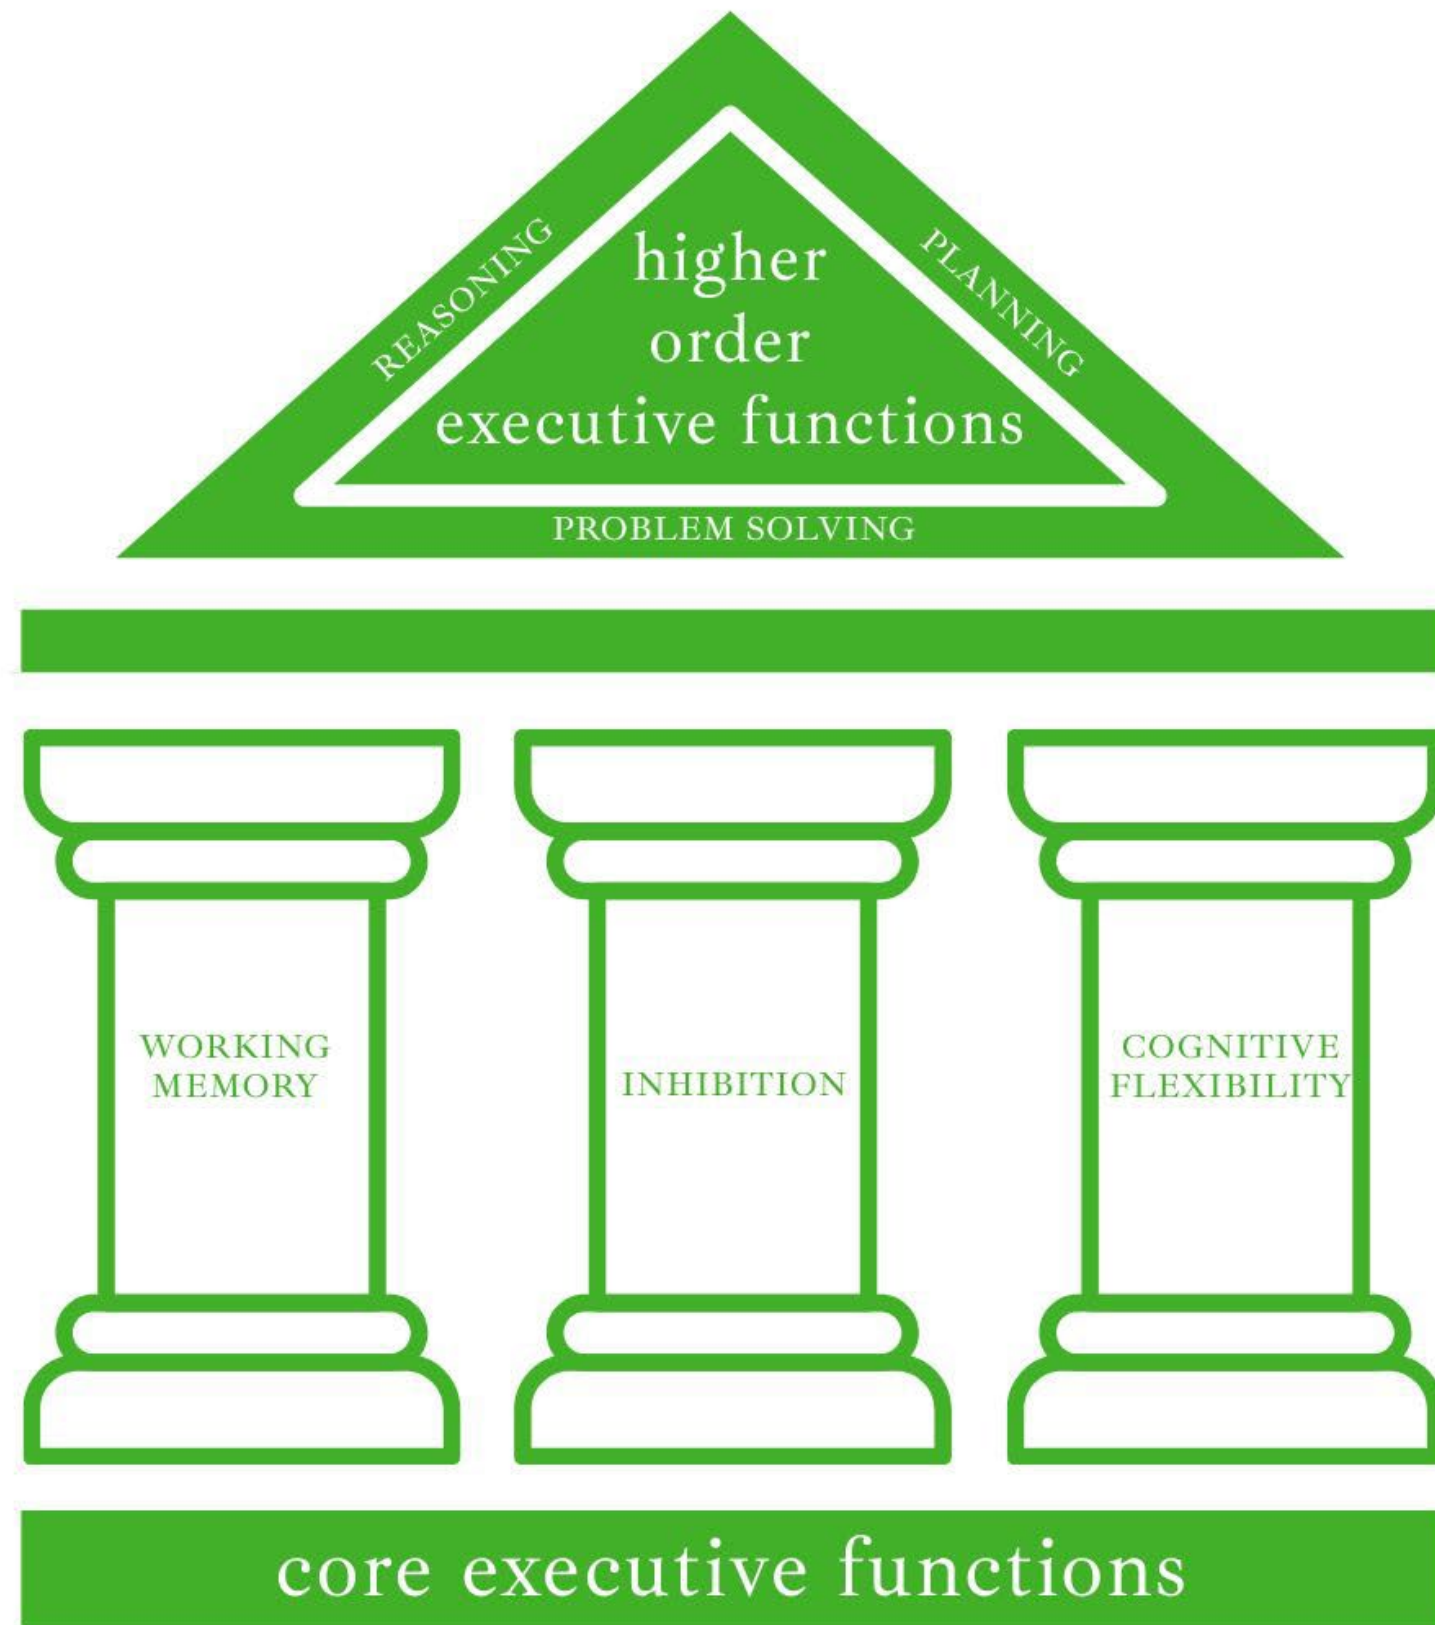 REASONING
PLANNING
higher
order
executive functions
PROBLEM SOLVING
WORKING
MEMORY
INHIBITION
COGNITIVE
FLEXIBILITY
core executive functions